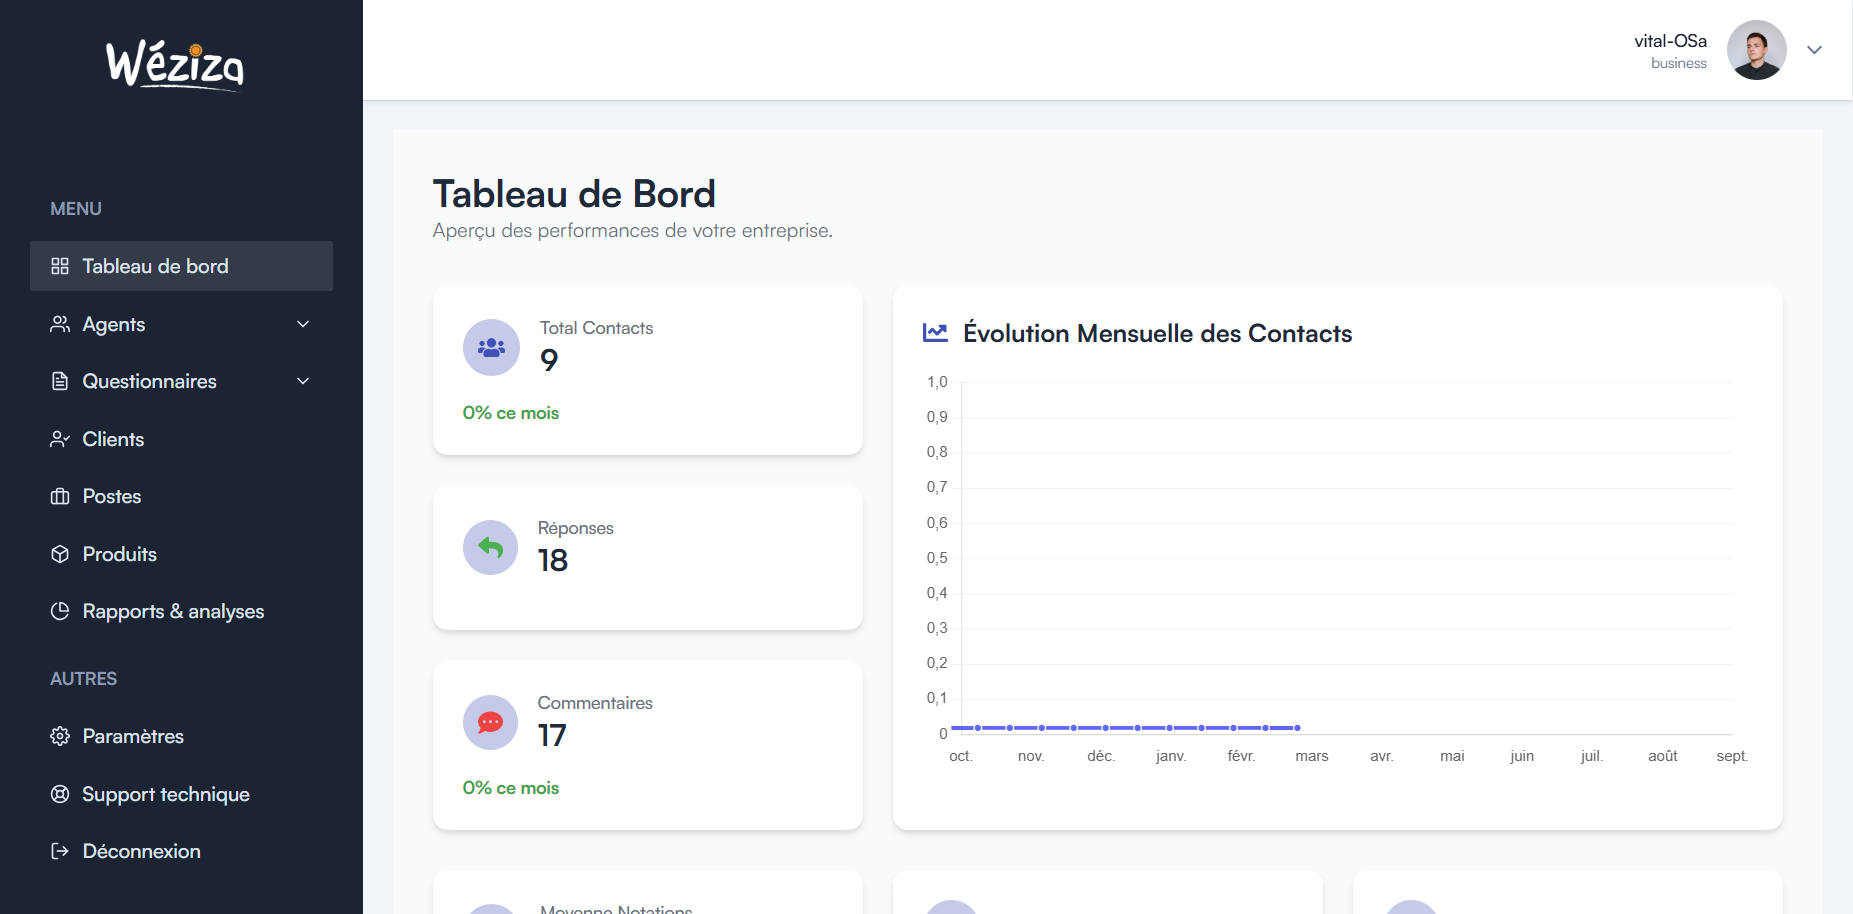 Wéziza
MENU
Tableau de bord
Agents
Questionnaires
Clients
Postes
Produits
Rapports & analyses
AUTRES
Paramètres
Support technique
Déconnexion
vital-OSa
business
Tableau de Bord
Aperçu des performances de votre entreprise.
Total Contacts
9
0% ce mois
Réponses
18
Commentaires
17
0% ce mois
Évolution Mensuelle des Contacts
1,0
0,9
0,8
0,7
0,6
0,5
0,4
0,3
0,2
0,1
0
oct. nov. déc. janv. févr. mars avr. mai juin juil. août sept.
Moyenne Notations